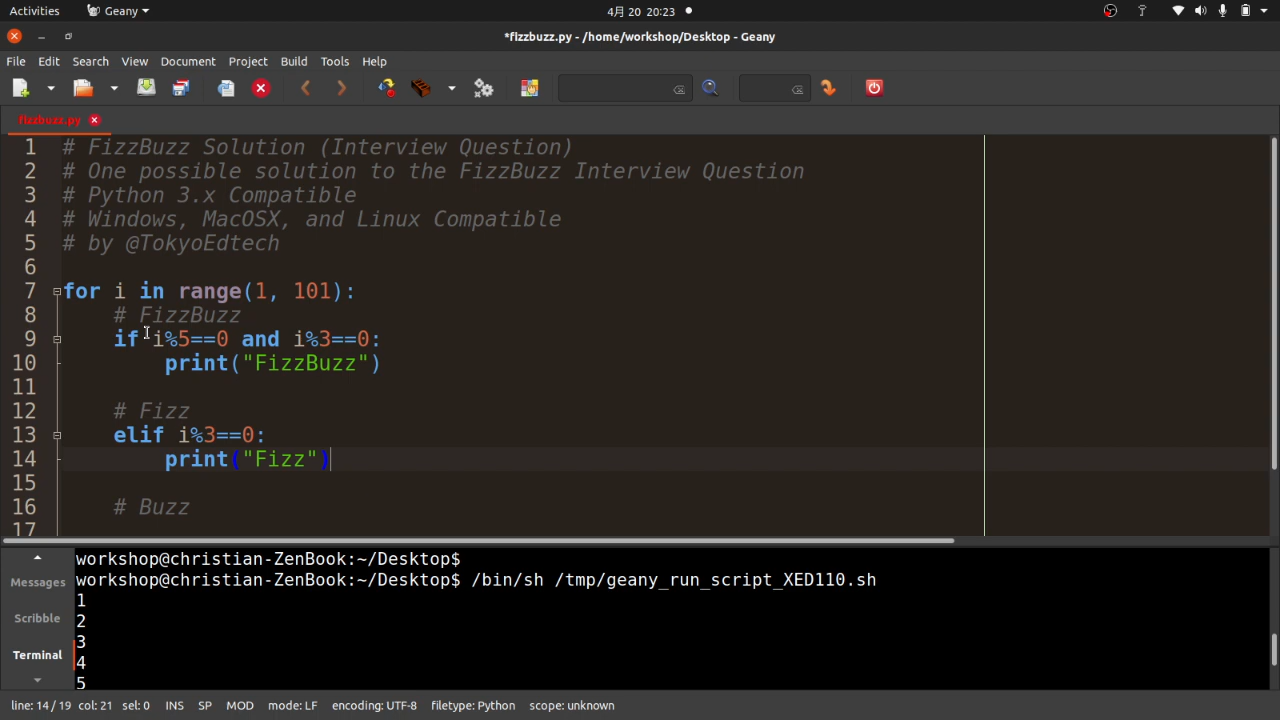 Activities Geany 4月 20 20:23
*fizzbuzz.py - /home/workshop/Desktop - Geany
File Edit Search View Document Project Build Tools Help
fizzbuzz.py
1 # FizzBuzz Solution (Interview Question)
2 # One possible solution to the FizzBuzz Interview Question
3 # Python 3.x Compatible
4 # Windows, MacOSX, and Linux Compatible
5 # by @TokyoEdtech
6
7 for i in range(1, 101):
8 # FizzBuzz
9 if i%5==0 and i%3==0:
10 print("FizzBuzz")
11
12 # Fizz
13 elif i%3==0:
14 print("Fizz")
15
16 # Buzz
17
Messages
Scribble
Terminal
workshop@christian-ZenBook:~/Desktop$
workshop@christian-ZenBook:~/Desktop$ /bin/sh /tmp/geany_run_script_XED110.sh
1
2
3
4
5
line: 14 / 19 col: 21 sel: 0 INS SP MOD mode: LF encoding: UTF-8 filetype: Python scope: unknown